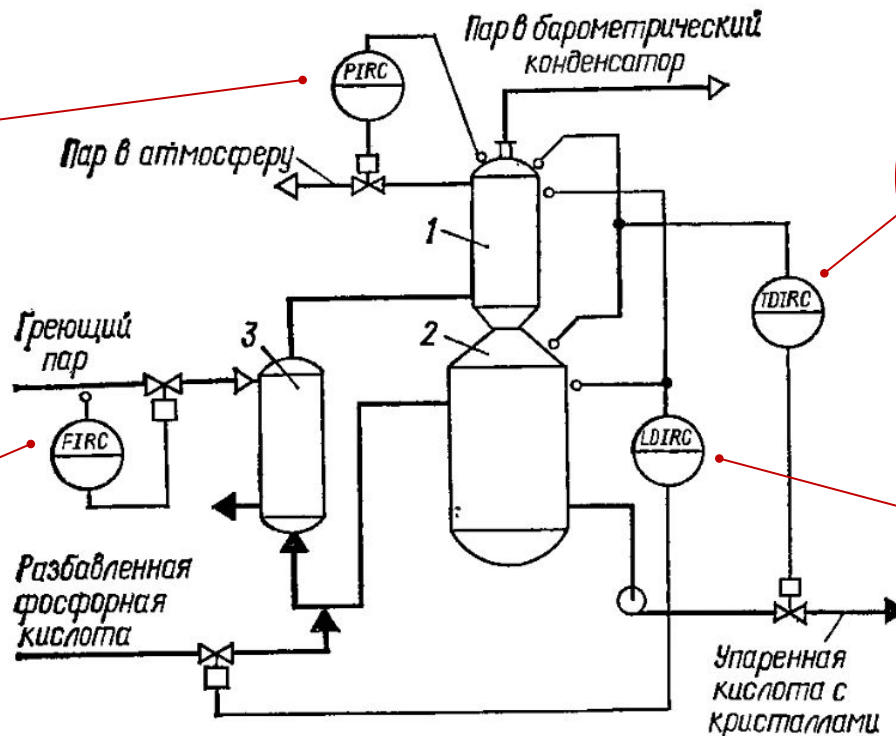 Пар в барометрический
конденсатор
PIRC
Пар в атмосферу
1
TDIRC
Греющий
пар
3
2
FIRC
LDIRC
Разбавленная
фосфорная
кислота
Упаренная
кислота с
кристаллами